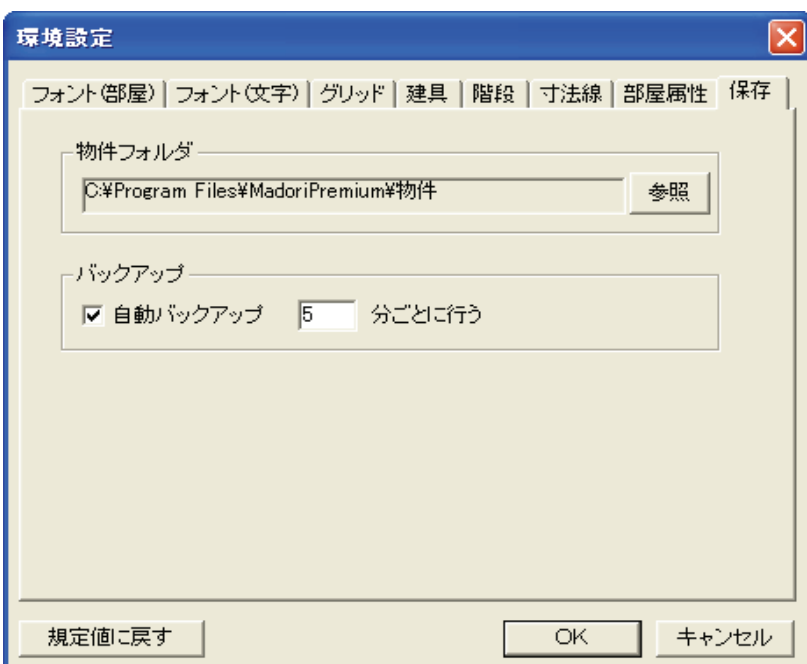 環境設定
フォント(部屋) フォント(文字) グリッド 建具 階段 寸法線 部屋属性 保存
物件フォルダ
C:¥Program Files¥MadoriPremium¥物件 参照
バックアップ
自動バックアップ 5 分ごとに行う
規定値に戻す OK キャンセル